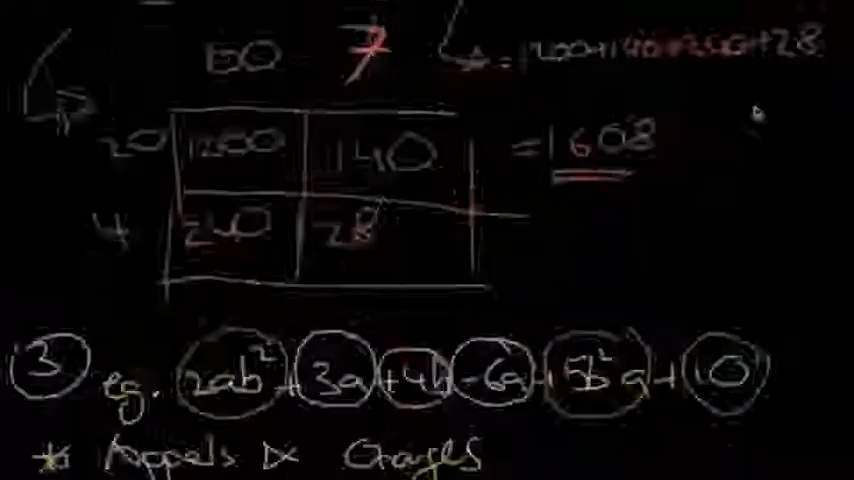 60 7 = 1200+140+240+28
20 1200 140 = 1608
4 240 28
3 eg. 2ab² + 3a + 4b - 6a + 5b²a + 10
* Appels & Oranges